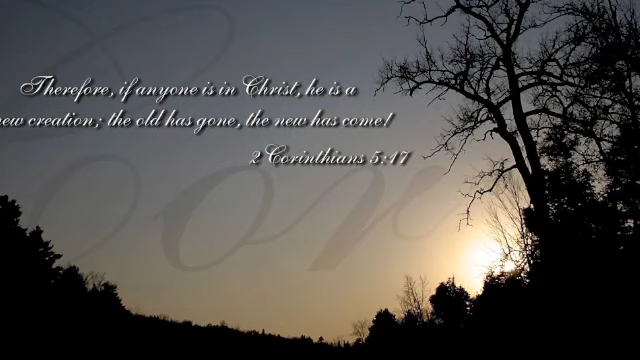 Therefore, if anyone is in Christ, he is a
new creation; the old has gone, the new has come!
2 Corinthians 5:17